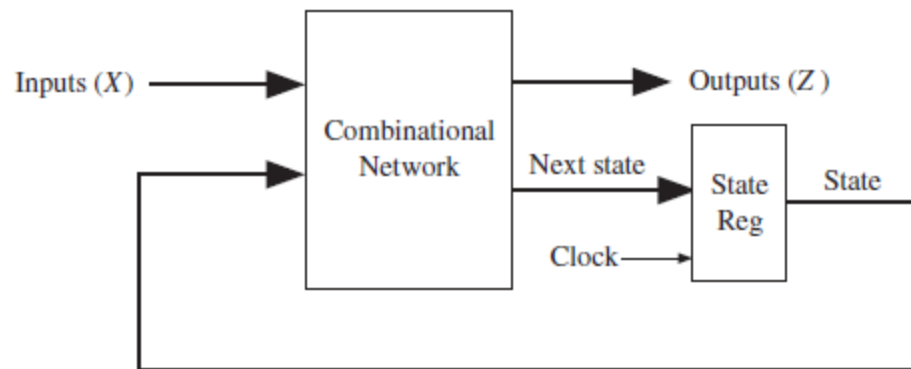 Inputs (X)
Combinational
Network
Outputs (Z )
Next state
State
Reg
State
Clock